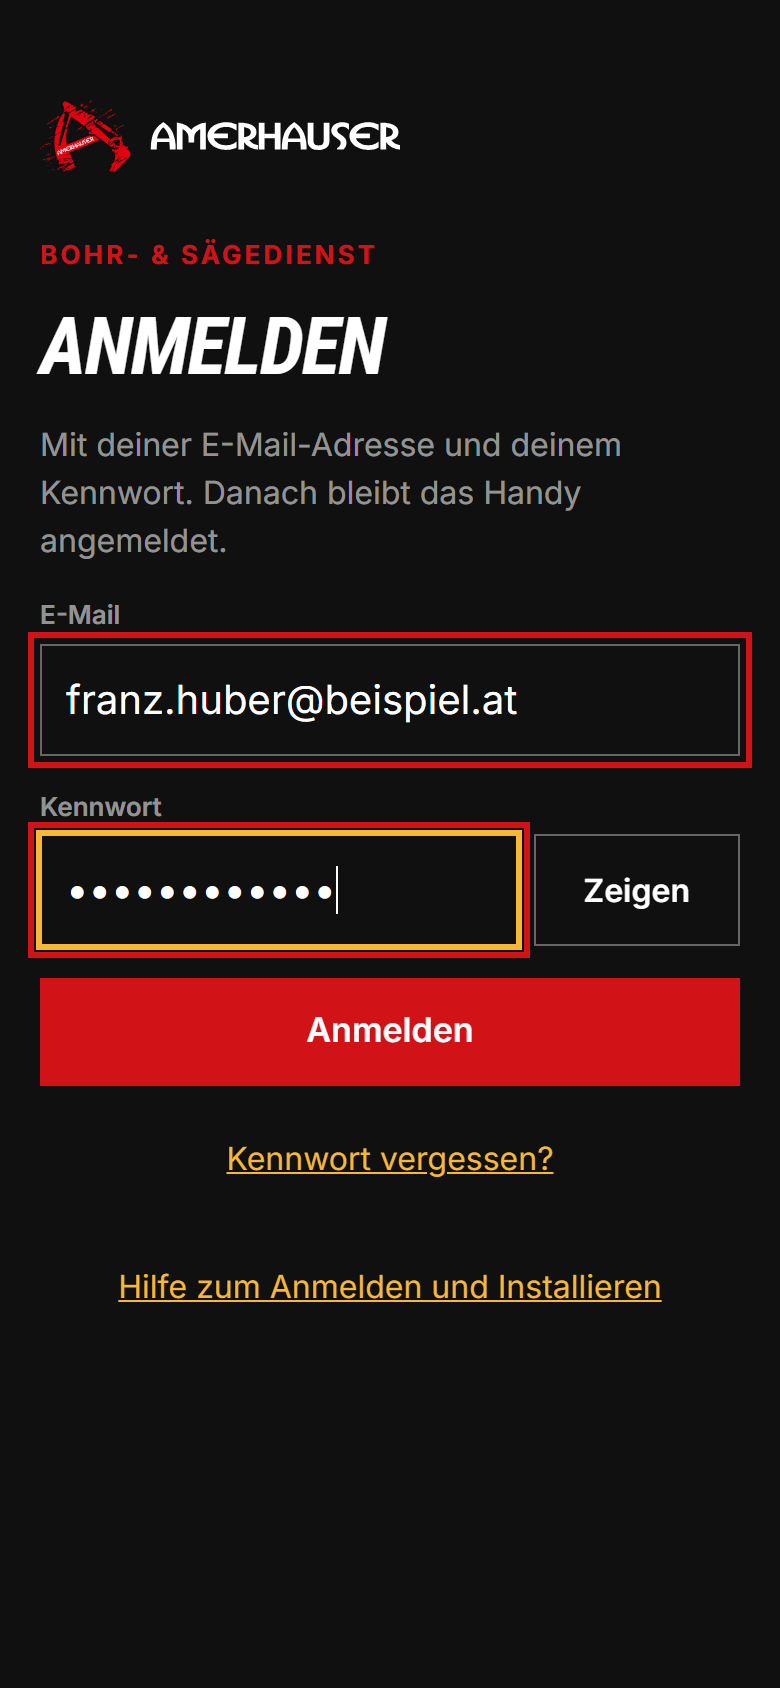 AMERHAUSER
AMERHAUSER
BOHR- & SÄGEDIENST
ANMELDEN
Mit deiner E-Mail-Adresse und deinem
Kennwort. Danach bleibt das Handy
angemeldet.
E-Mail
franz.huber@beispiel.at
Kennwort
••••••••••••
Zeigen
Anmelden
Kennwort vergessen?
Hilfe zum Anmelden und Installieren